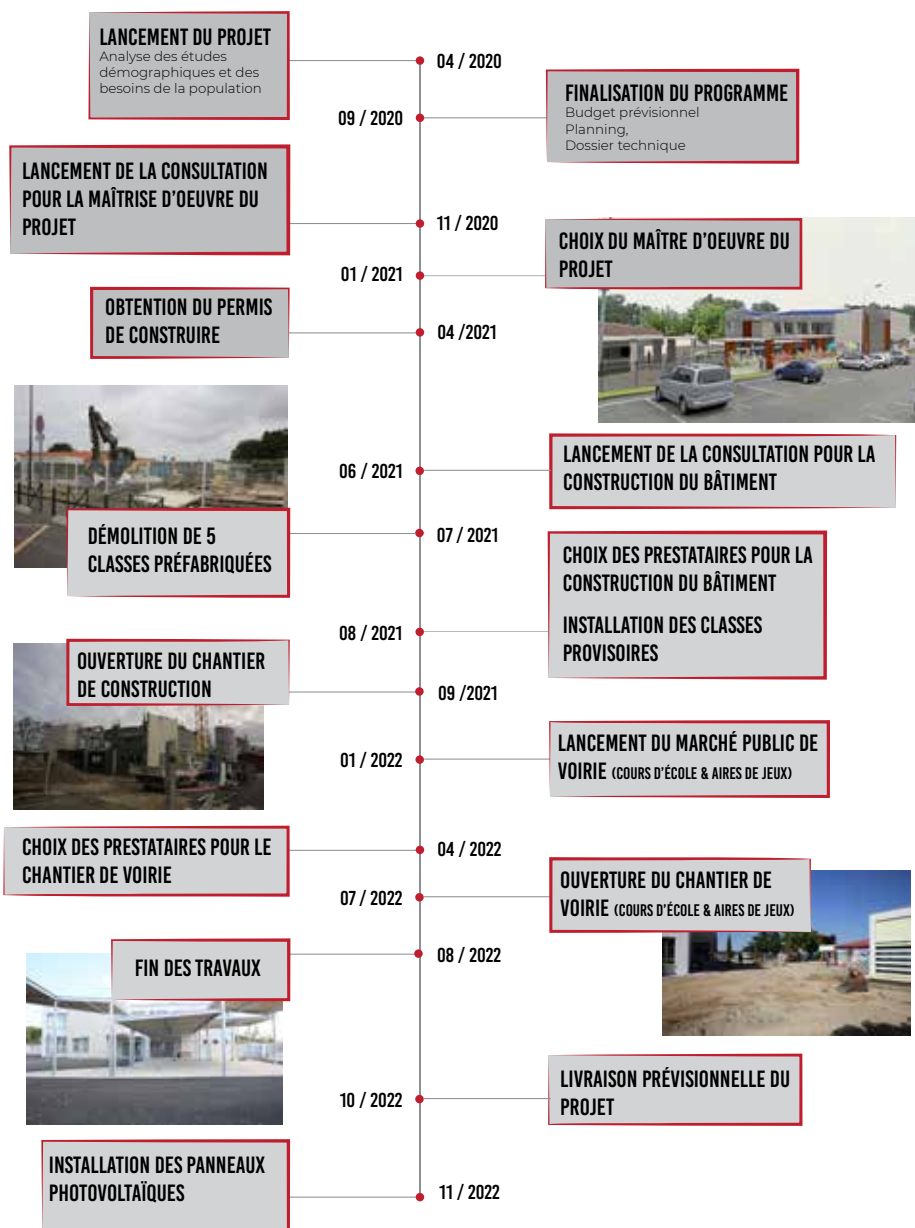 LANCEMENT DU PROJET
Analyse des études
démographiques et des
besoins de la population
04 / 2020
FINALISATION DU PROGRAMME
Budget prévisionnel
Planning,
Dossier technique
09 / 2020
LANCEMENT DE LA CONSULTATION
POUR LA MAÎTRISE D'OEUVRE DU
PROJET
11 / 2020
CHOIX DU MAÎTRE D'OEUVRE DU
PROJET
01 / 2021
OBTENTION DU PERMIS
DE CONSTRUIRE
04 /2021
LANCEMENT DE LA CONSULTATION POUR LA
CONSTRUCTION DU BÂTIMENT
06 / 2021
DÉMOLITION DE 5
CLASSES PRÉFABRIQUÉES
07 / 2021
CHOIX DES PRESTATAIRES POUR LA
CONSTRUCTION DU BÂTIMENT
INSTALLATION DES CLASSES
PROVISOIRES
08 / 2021
OUVERTURE DU CHANTIER
DE CONSTRUCTION
09 /2021
LANCEMENT DU MARCHÉ PUBLIC DE
VOIRIE (COURS D'ÉCOLE & AIRES DE JEUX)
01 / 2022
CHOIX DES PRESTATAIRES POUR LE
CHANTIER DE VOIRIE
04 / 2022
OUVERTURE DU CHANTIER DE
VOIRIE (COURS D'ÉCOLE & AIRES DE JEUX)
07 / 2022
FIN DES TRAVAUX
08 / 2022
LIVRAISON PRÉVISIONNELLE DU
PROJET
10 / 2022
INSTALLATION DES PANNEAUX
PHOTOVOLTAÏQUES
11 / 2022